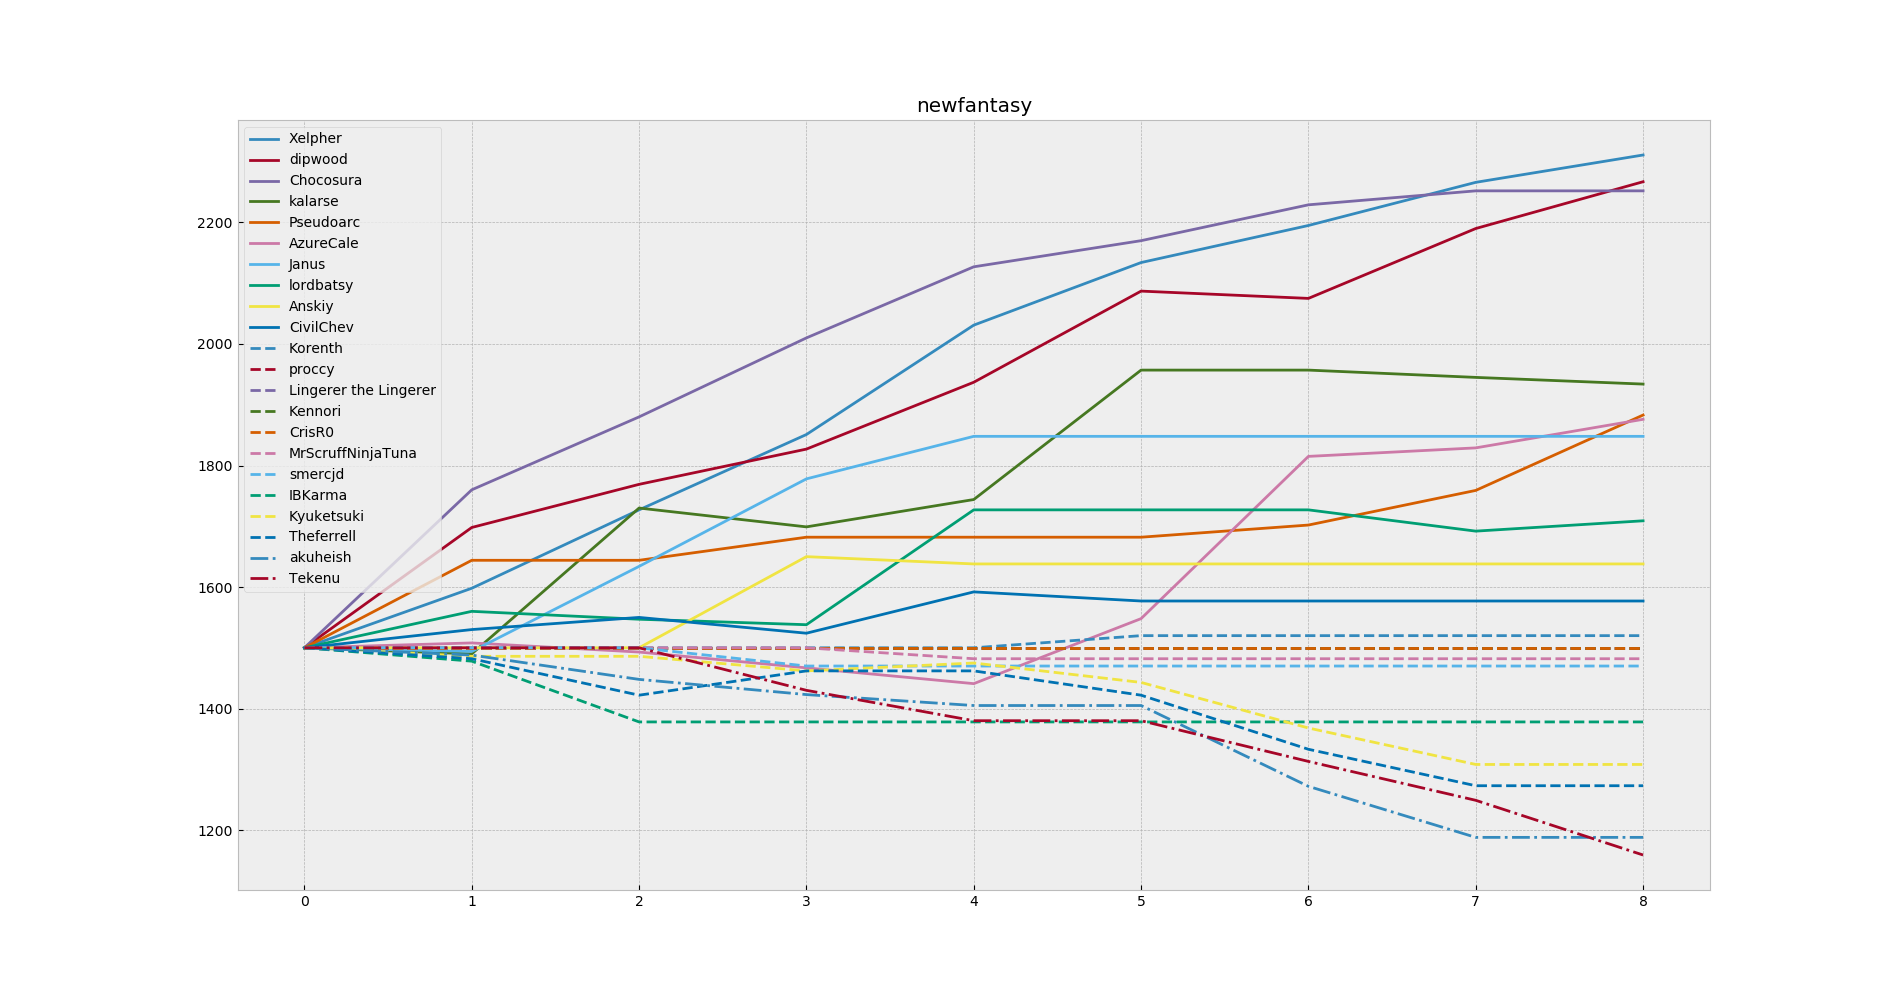 newfantasy
Xelpher
dipwood
Chocosura
kalarse
Pseudoarc
AzureCale
Janus
lordbatsy
Anskiy
CivilChev
Korenth
proccy
Lingerer the Lingerer
Kennori
CrisR0
MrScruffNinjaTuna
smercjd
IBKarma
Kyuketsuki
Theferrell
akuheish
Tekenu
2200
2000
1800
1600
1400
1200
0 1 2 3 4 5 6 7 8